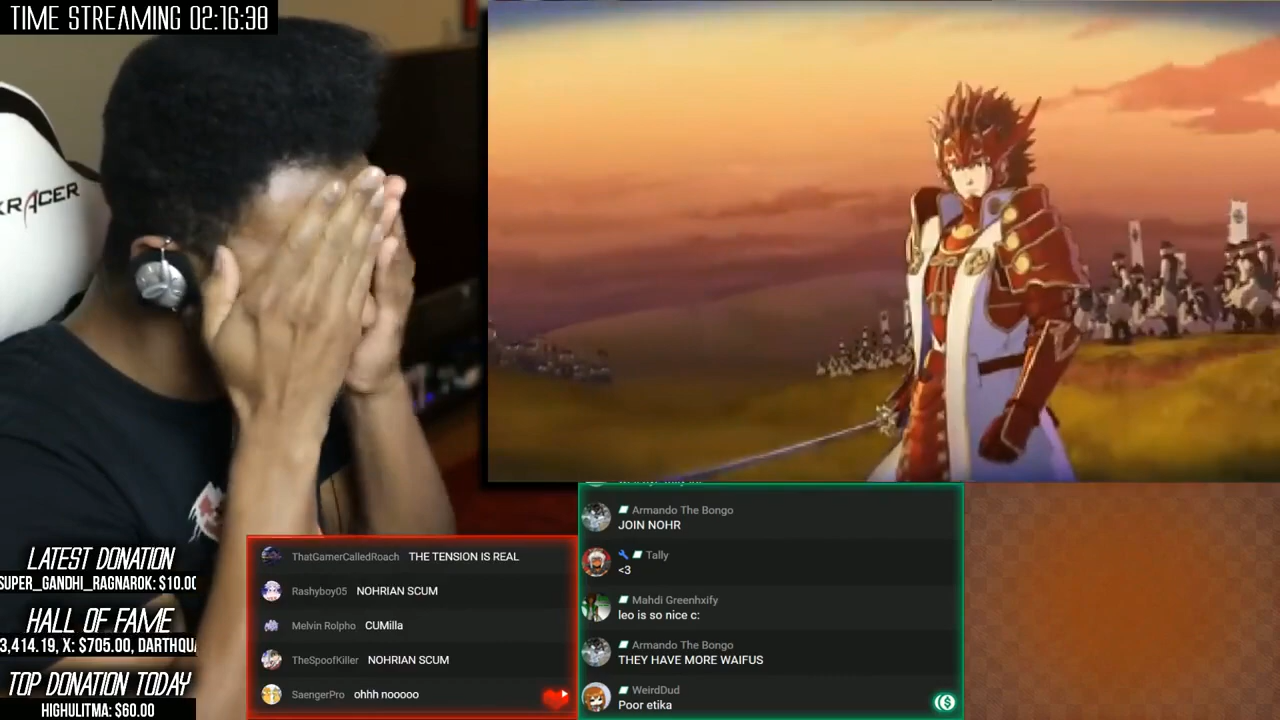 TIME STREAMING 02:16:38
RACER
LATEST DONATION
SUPER_GANDHI_RAGNAROK: $10.00
HALL OF FAME
3,414.19, X: $705.00, DARTHQU
TOP DONATION TODAY
HIGHULITMA: $60.00
ThatGamerCalledRoach THE TENSION IS REAL
Rashyboy05 NOHRIAN SCUM
Melvin Rolpho CUMilla
TheSpoofKiller NOHRIAN SCUM
SaengerPro ohhh nooooo
Armando The Bongo
JOIN NOHR
Tally
<3
Mahdi Greenhxify
leo is so nice c:
Armando The Bongo
THEY HAVE MORE WAIFUS
WeirdDud
Poor etika